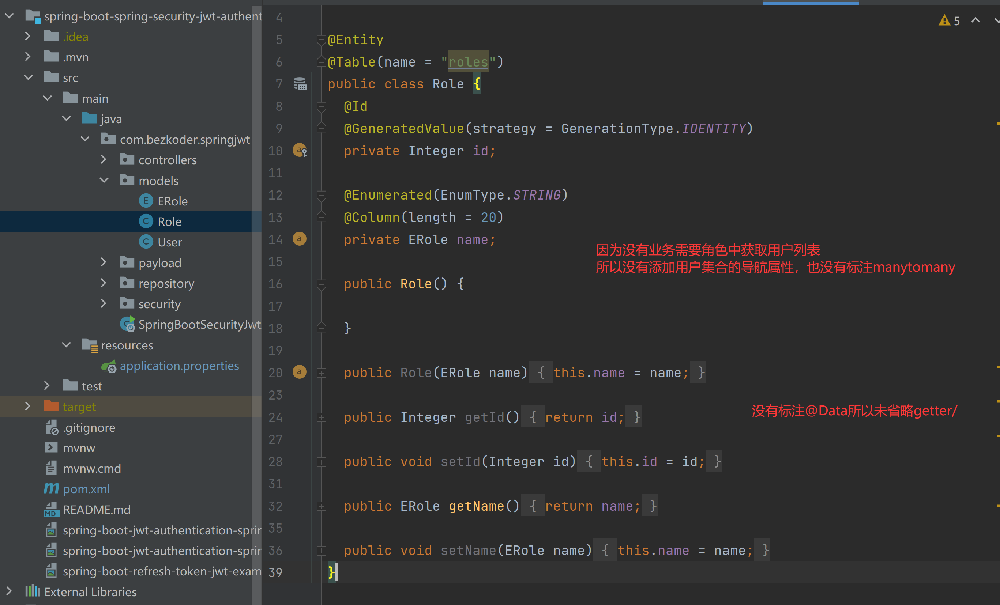 spring-boot-spring-security-jwt-authent
.idea
.mvn
src
main
java
com.bezkoder.springjwt
controllers
models
ERole
Role
User
payload
repository
security
SpringBootSecurityJwt
resources
application.properties
test
target
.gitignore
mvnw
mvnw.cmd
pom.xml
README.md
spring-boot-jwt-authentication-sprin
spring-boot-jwt-authentication-sprin
spring-boot-refresh-token-jwt-exam
External Libraries
5
4
5 @Entity
6 @Table(name = "roles")
7 public class Role {
8 @Id
9 @GeneratedValue(strategy = GenerationType.IDENTITY)
10 private Integer id;
11
12 @Enumerated(EnumType.STRING)
13 @Column(length = 20)
14 private ERole name;
因为没有业务需要角色中获取用户列表
15
所以没有添加用户集合的导航属性，也没有标注manytomany
16 public Role() {
17
18 }
19
20 public Role(ERole name) { this.name = name; }
23
没有标注@Data所以未省略getter/
24 public Integer getId() { return id; }
27
28 public void setId(Integer id) { this.id = id; }
31
32 public ERole getName() { return name; }
35
36 public void setName(ERole name) { this.name = name; }
39 }